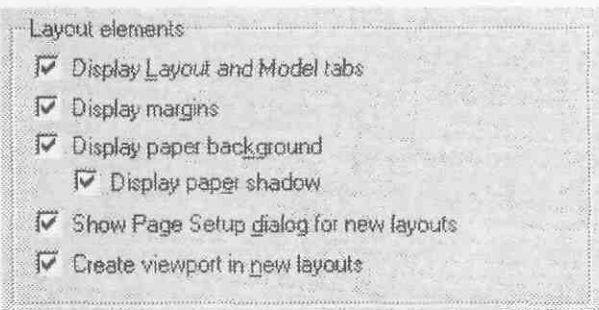 Layout elements
Display Layout and Model tabs
Display margins
Display paper background
Display paper shadow
Show Page Setup dialog for new layouts
Create viewport in new layouts